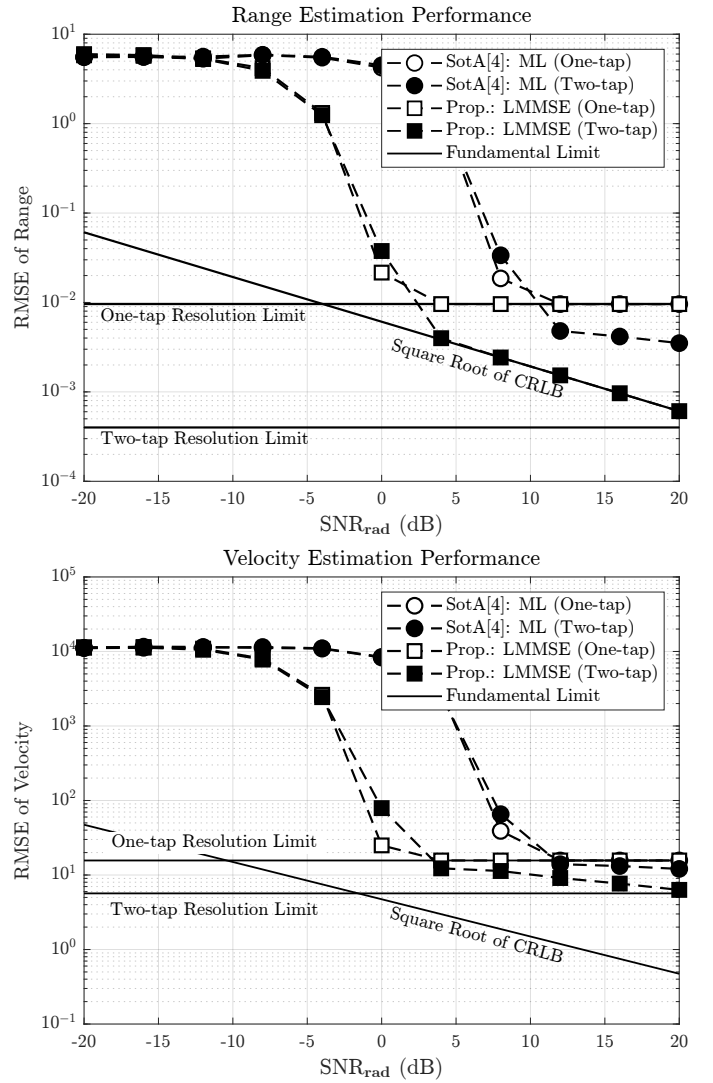 Range Estimation Performance
10^1
SotA[4]: ML (One-tap)
SotA[4]: ML (Two-tap)
10^0
Prop.: LMMSE (One-tap)
Prop.: LMMSE (Two-tap)
Fundamental Limit
10^-1
RMSE of Range
10^-2
One-tap Resolution Limit
Square Root of CRLB
10^-3
Two-tap Resolution Limit
10^-4
-20 -15 -10 -5 0 5 10 15 20
SNR_rad (dB)
Velocity Estimation Performance
10^5
SotA[4]: ML (One-tap)
SotA[4]: ML (Two-tap)
10^4
Prop.: LMMSE (One-tap)
Prop.: LMMSE (Two-tap)
Fundamental Limit
10^3
RMSE of Velocity
10^2
One-tap Resolution Limit
10^1
Two-tap Resolution Limit
Square Root of CRLB
10^0
10^-1
-20 -15 -10 -5 0 5 10 15 20
SNR_rad (dB)